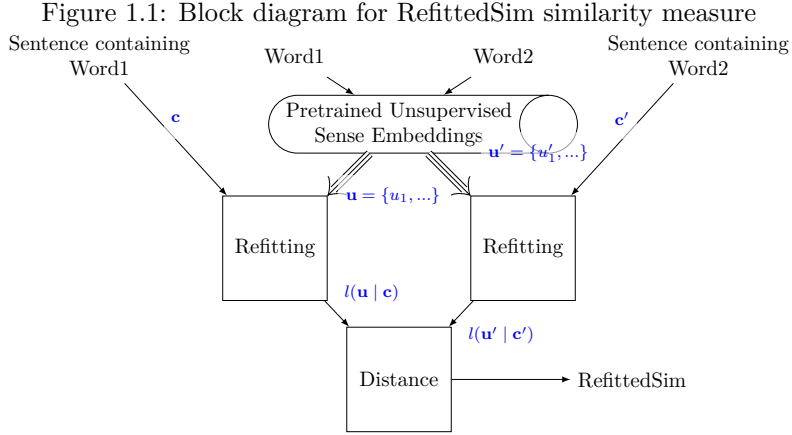 Figure 1.1: Block diagram for RefittedSim similarity measure
Sentence containing
Word1
Word1
Word2
Sentence containing
Word2
c
Pretrained Unsupervised
Sense Embeddings
c′
u′ = {u′₁, ...}
u = {u₁, ...}
Refitting
Refitting
l(u | c)
l(u′ | c′)
Distance
RefittedSim